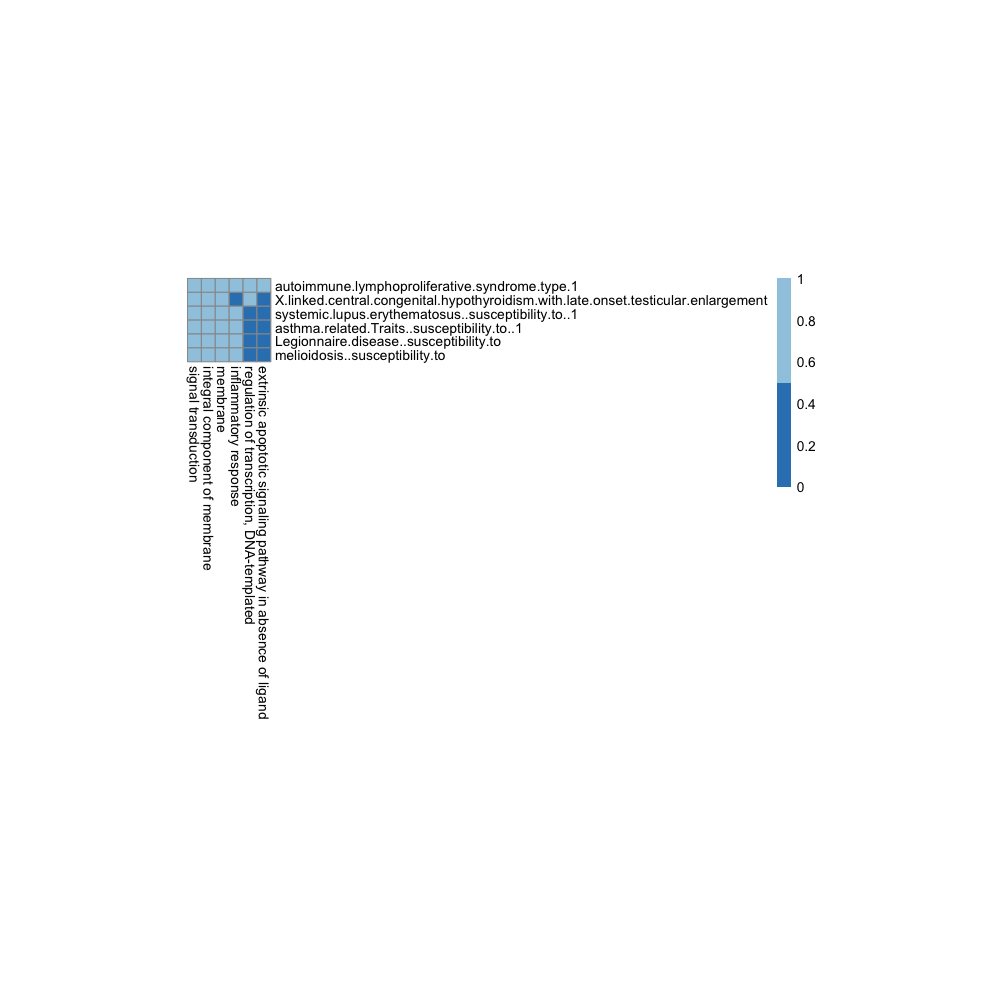 autoimmune.lymphoproliferative.syndrome.type.1
X.linked.central.congenital.hypothyroidism.with.late.onset.testicular.enlargement
systemic.lupus.erythematosus..susceptibility.to..1
asthma.related.Traits..susceptibility.to..1
Legionnaire.disease..susceptibility.to
melioidosis..susceptibility.to
signal transduction
integral component of membrane
membrane
inflammatory response
regulation of transcription, DNA-templated
extrinsic apoptotic signaling pathway in absence of ligand
1
0.8
0.6
0.4
0.2
0